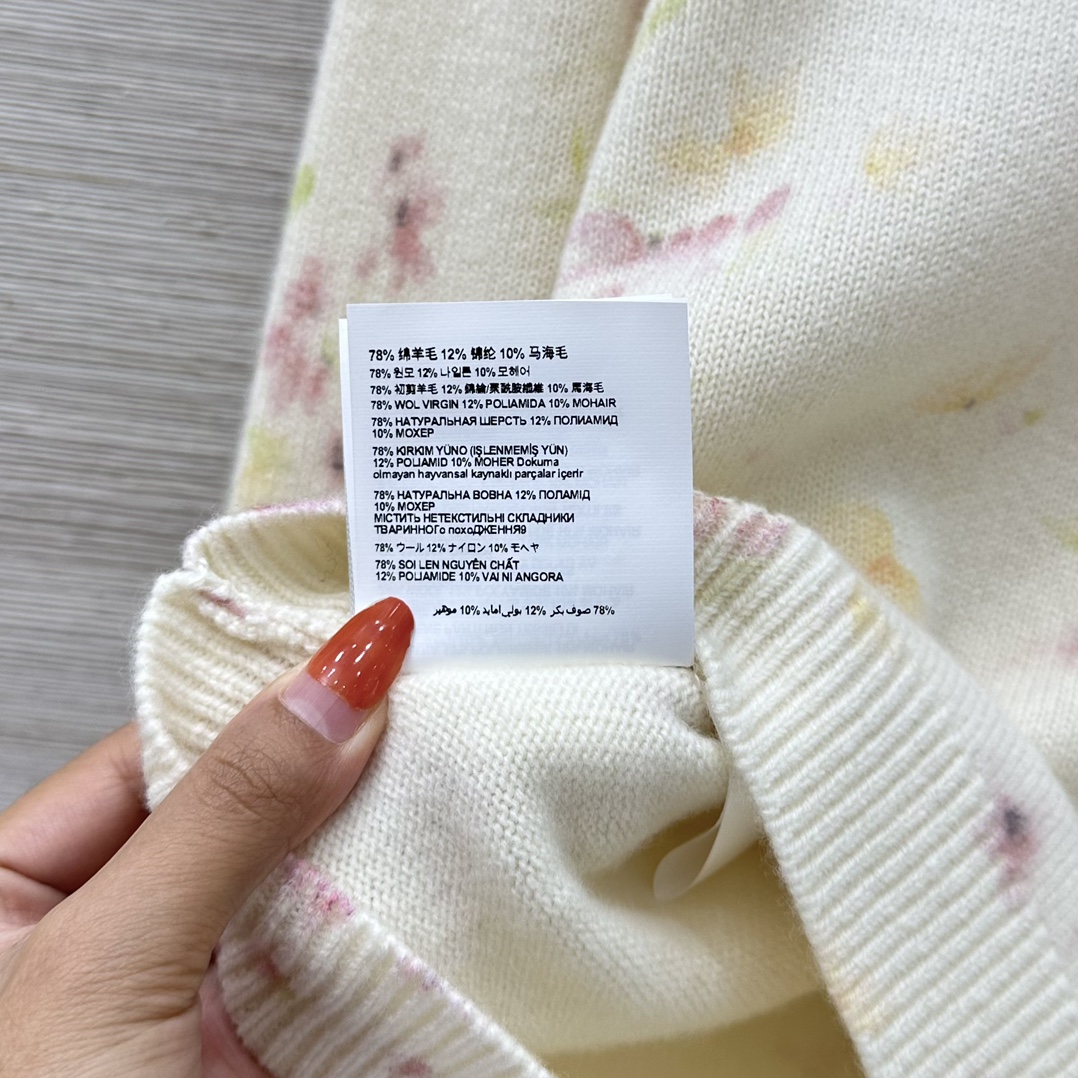 78% 绵羊毛 12% 锦纶 10% 马海毛
78% 원모 12% 나일론 10% 모헤어
78% 初剪羊毛 12% 錦綸/聚酰胺纖維 10% 馬海毛
78% WOL VIRGIN 12% POLIAMIDA 10% MOHAIR
78% НАТУРАЛЬНАЯ ШЕРСТЬ 12% ПОЛИАМИД
10% МОХЕР
78% KIRKIM YÜNO (IŞLENMEMİŞ YÜN)
12% POLIAMID 10% MOHER Dokuma
olmayan hayvansal kaynaklı parçalar içerir
78% НАТУРАЛЬНА ВОВНА 12% ПОЛАМІД
10% МОХЕР
МІСТИТЬ НЕТЕКСТИЛЬНІ СКЛАДНИКИ
ТВАРИННОГо походЖЕННЯ9
78% ウール 12% ナイロン 10% モヘヤ
78% SOI LEN NGUYÊN CHẤT
12% POLIAMIDE 10% VAI NI ANGORA
78% صوف بكر 12% بولي امايد 10% موهير